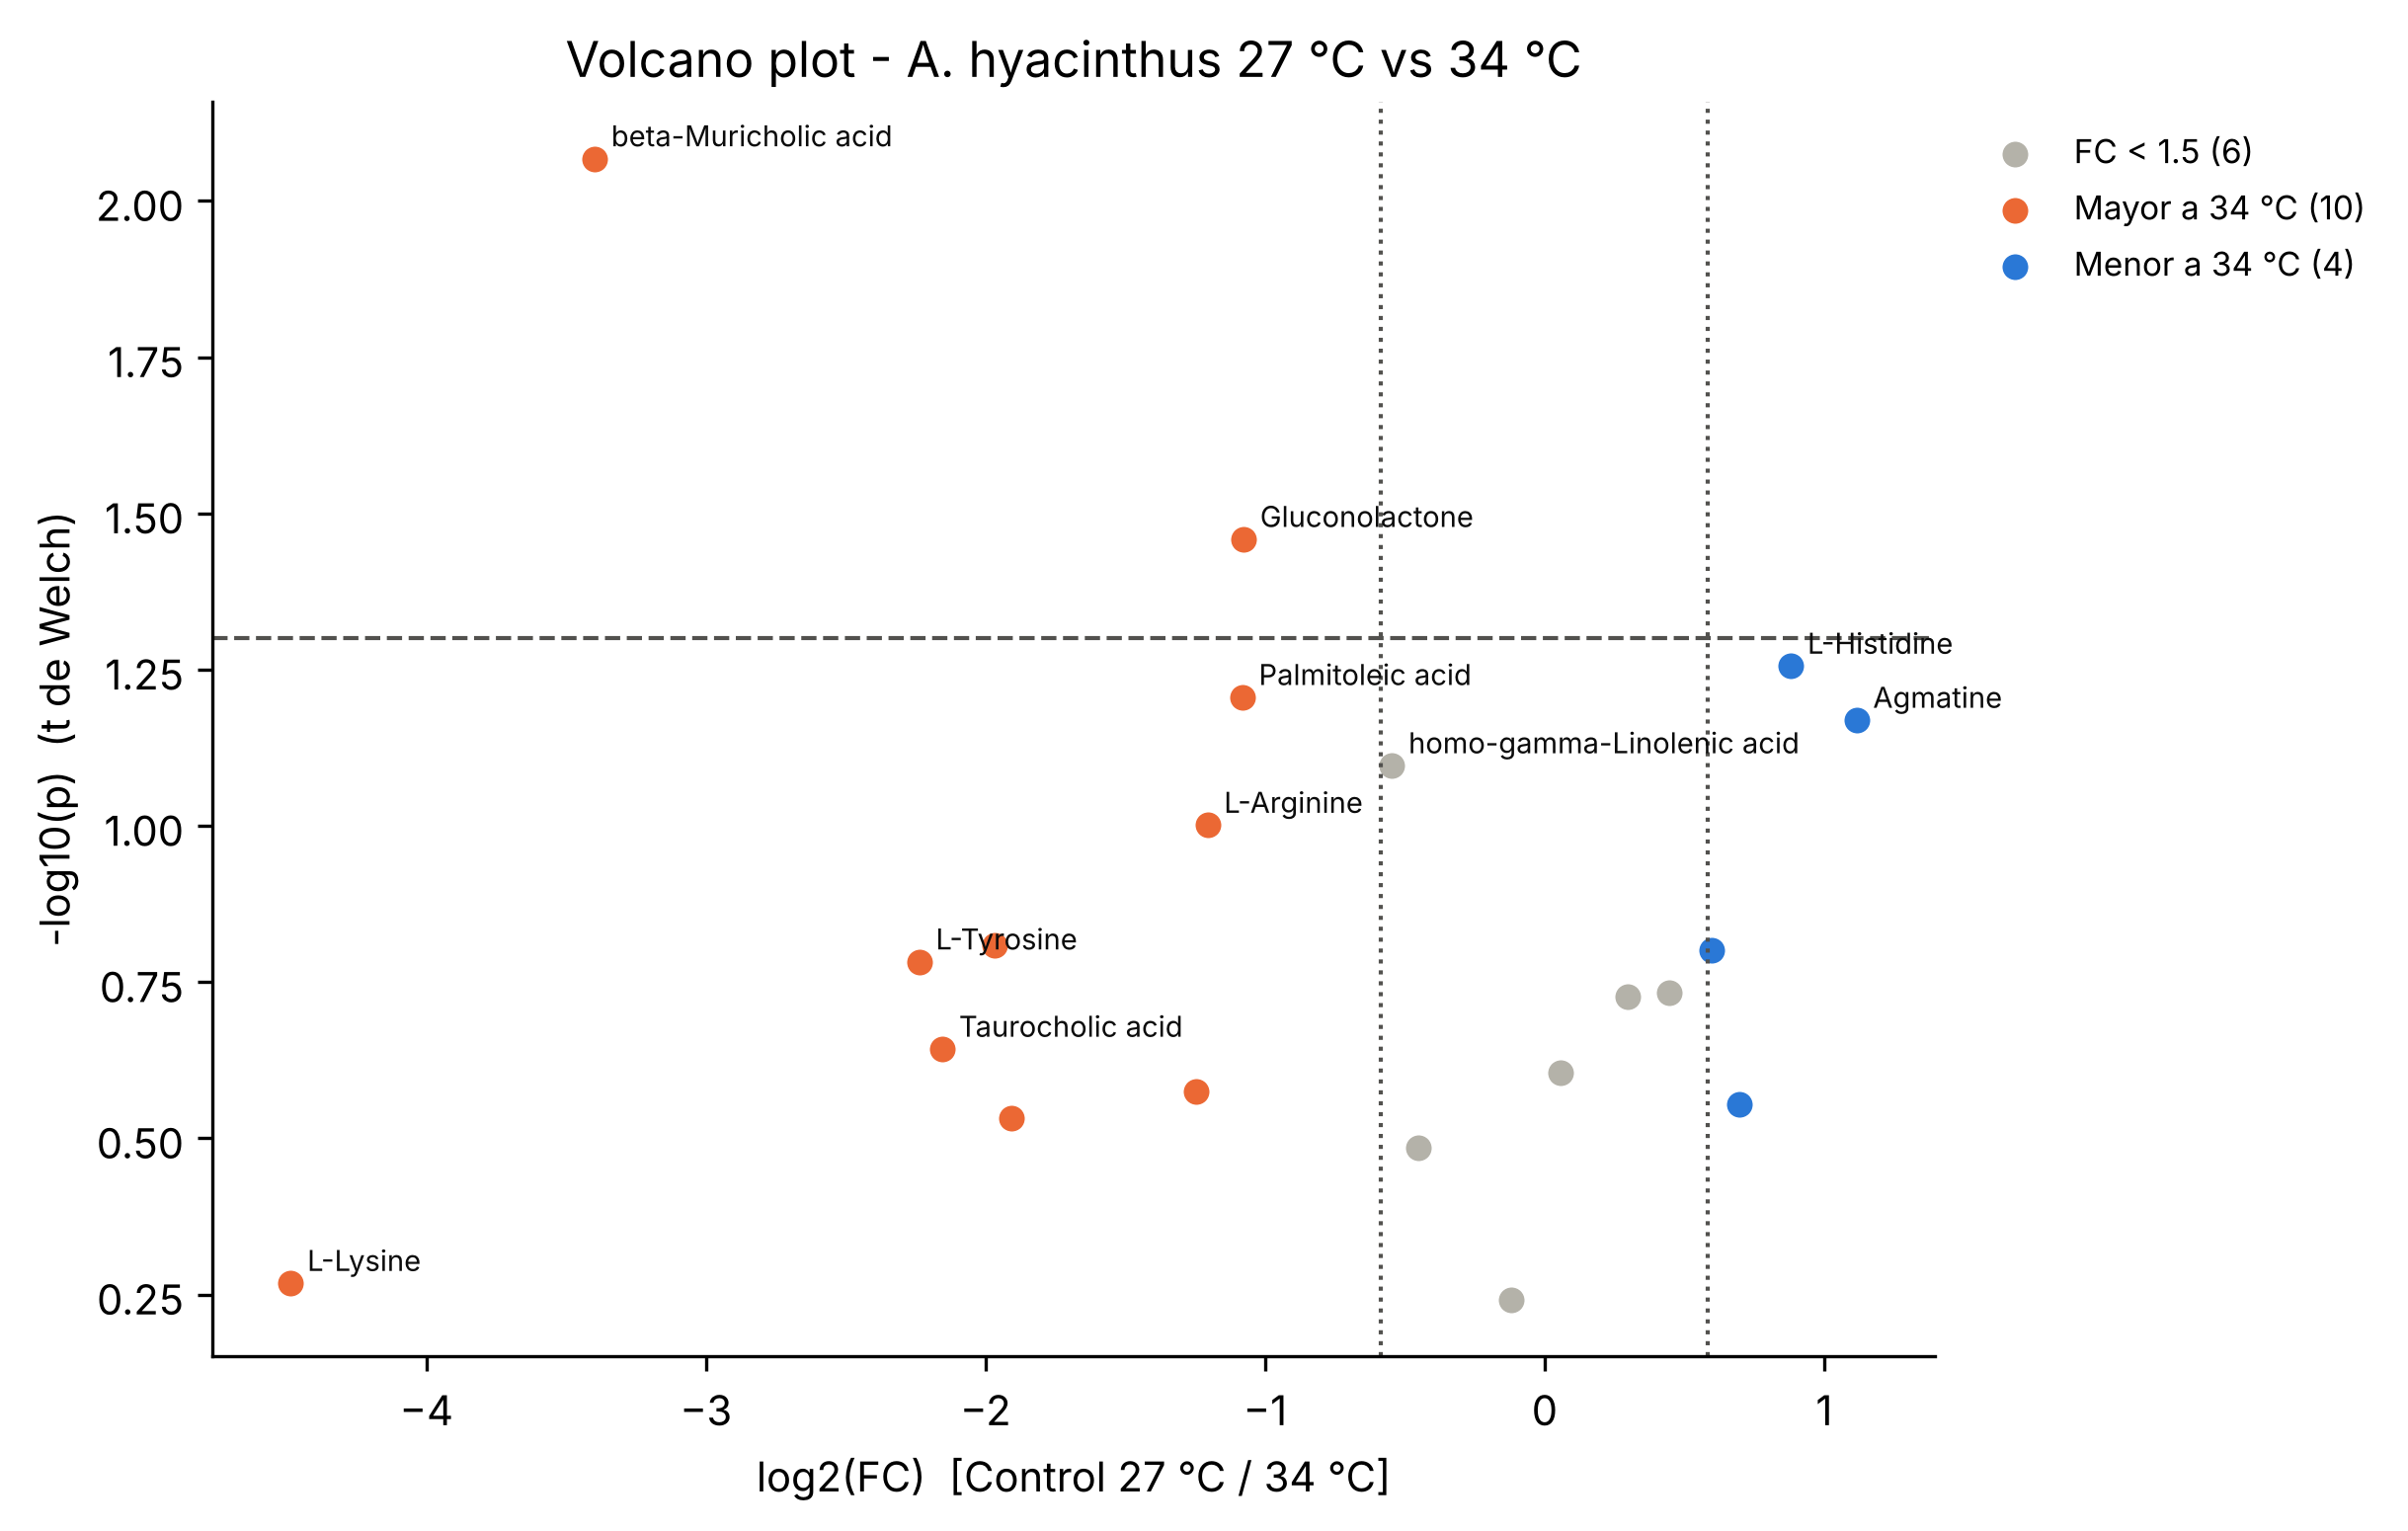 Volcano plot - A. hyacinthus 27 °C vs 34 °C
beta-Muricholic acid
FC < 1.5 (6)
Mayor a 34 °C (10)
Menor a 34 °C (4)
2.00
1.75
1.50
1.25
1.00
0.75
0.50
0.25
-log10(p) (t de Welch)
Gluconolactone
L-Histidine
Palmitoleic acid
Agmatine
homo-gamma-Linolenic acid
L-Arginine
L-Tyrosine
Taurocholic acid
L-Lysine
−4 −3 −2 −1 0 1
log2(FC) [Control 27 °C / 34 °C]